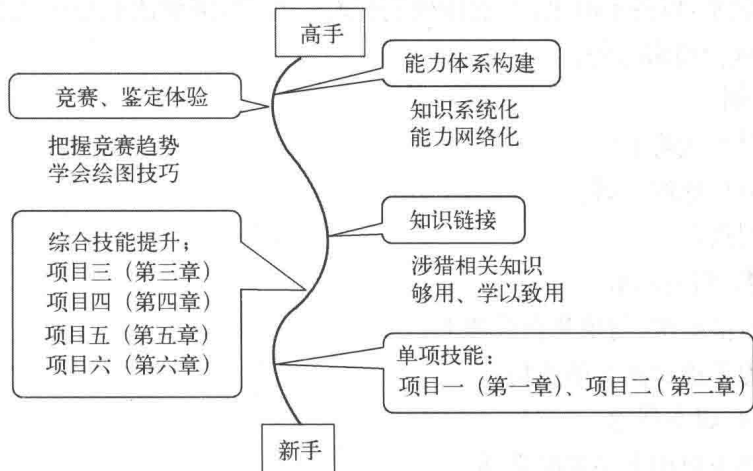 高手
能力体系构建
知识系统化
能力网络化
竞赛、鉴定体验
把握竞赛趋势
学会绘图技巧
知识链接
涉猎相关知识
够用、学以致用
综合技能提升；
项目三（第三章）
项目四（第四章）
项目五（第五章）
项目六（第六章）
单项技能；
项目一（第一章）、项目二（第二章）
新手